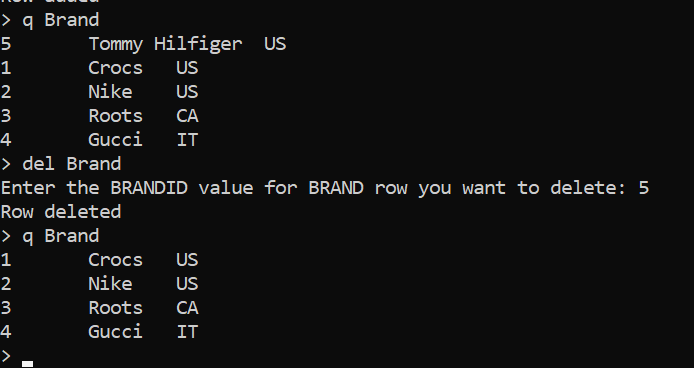 Row added
> q Brand
5 Tommy Hilfiger US
1 Crocs US
2 Nike US
3 Roots CA
4 Gucci IT
> del Brand
Enter the BRANDID value for BRAND row you want to delete: 5
Row deleted
> q Brand
1 Crocs US
2 Nike US
3 Roots CA
4 Gucci IT
>